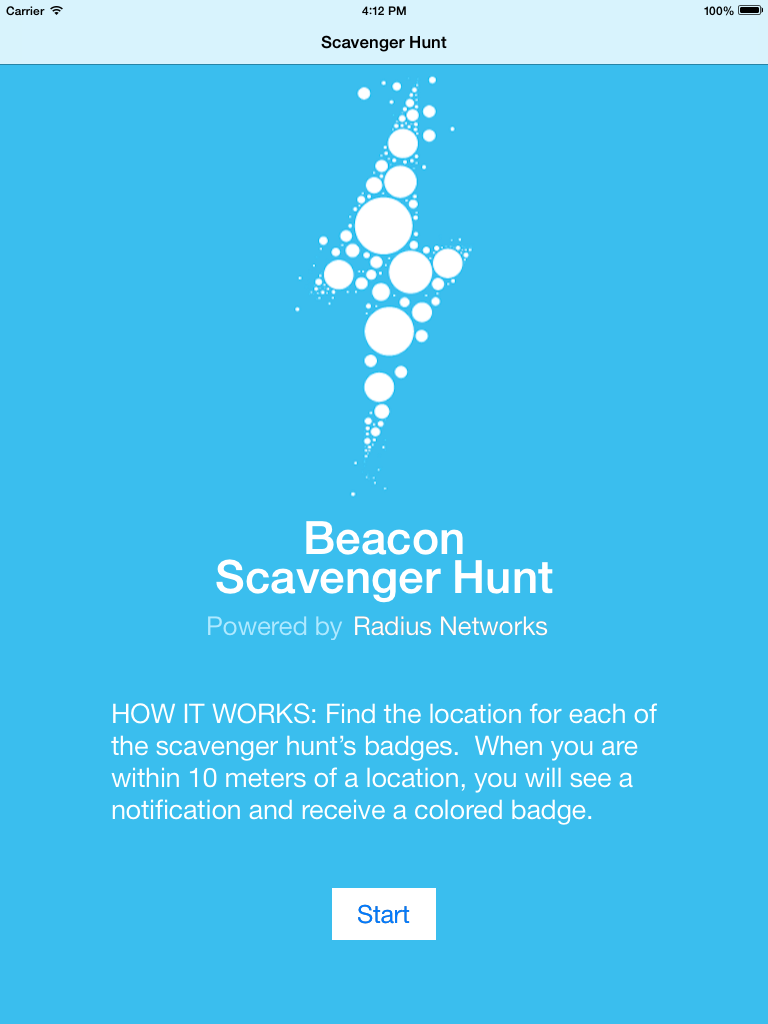 Carrier 4:12 PM 100%
Scavenger Hunt
Beacon
Scavenger Hunt
Powered by Radius Networks
HOW IT WORKS: Find the location for each of
the scavenger hunt’s badges.  When you are
within 10 meters of a location, you will see a
notification and receive a colored badge.
Start